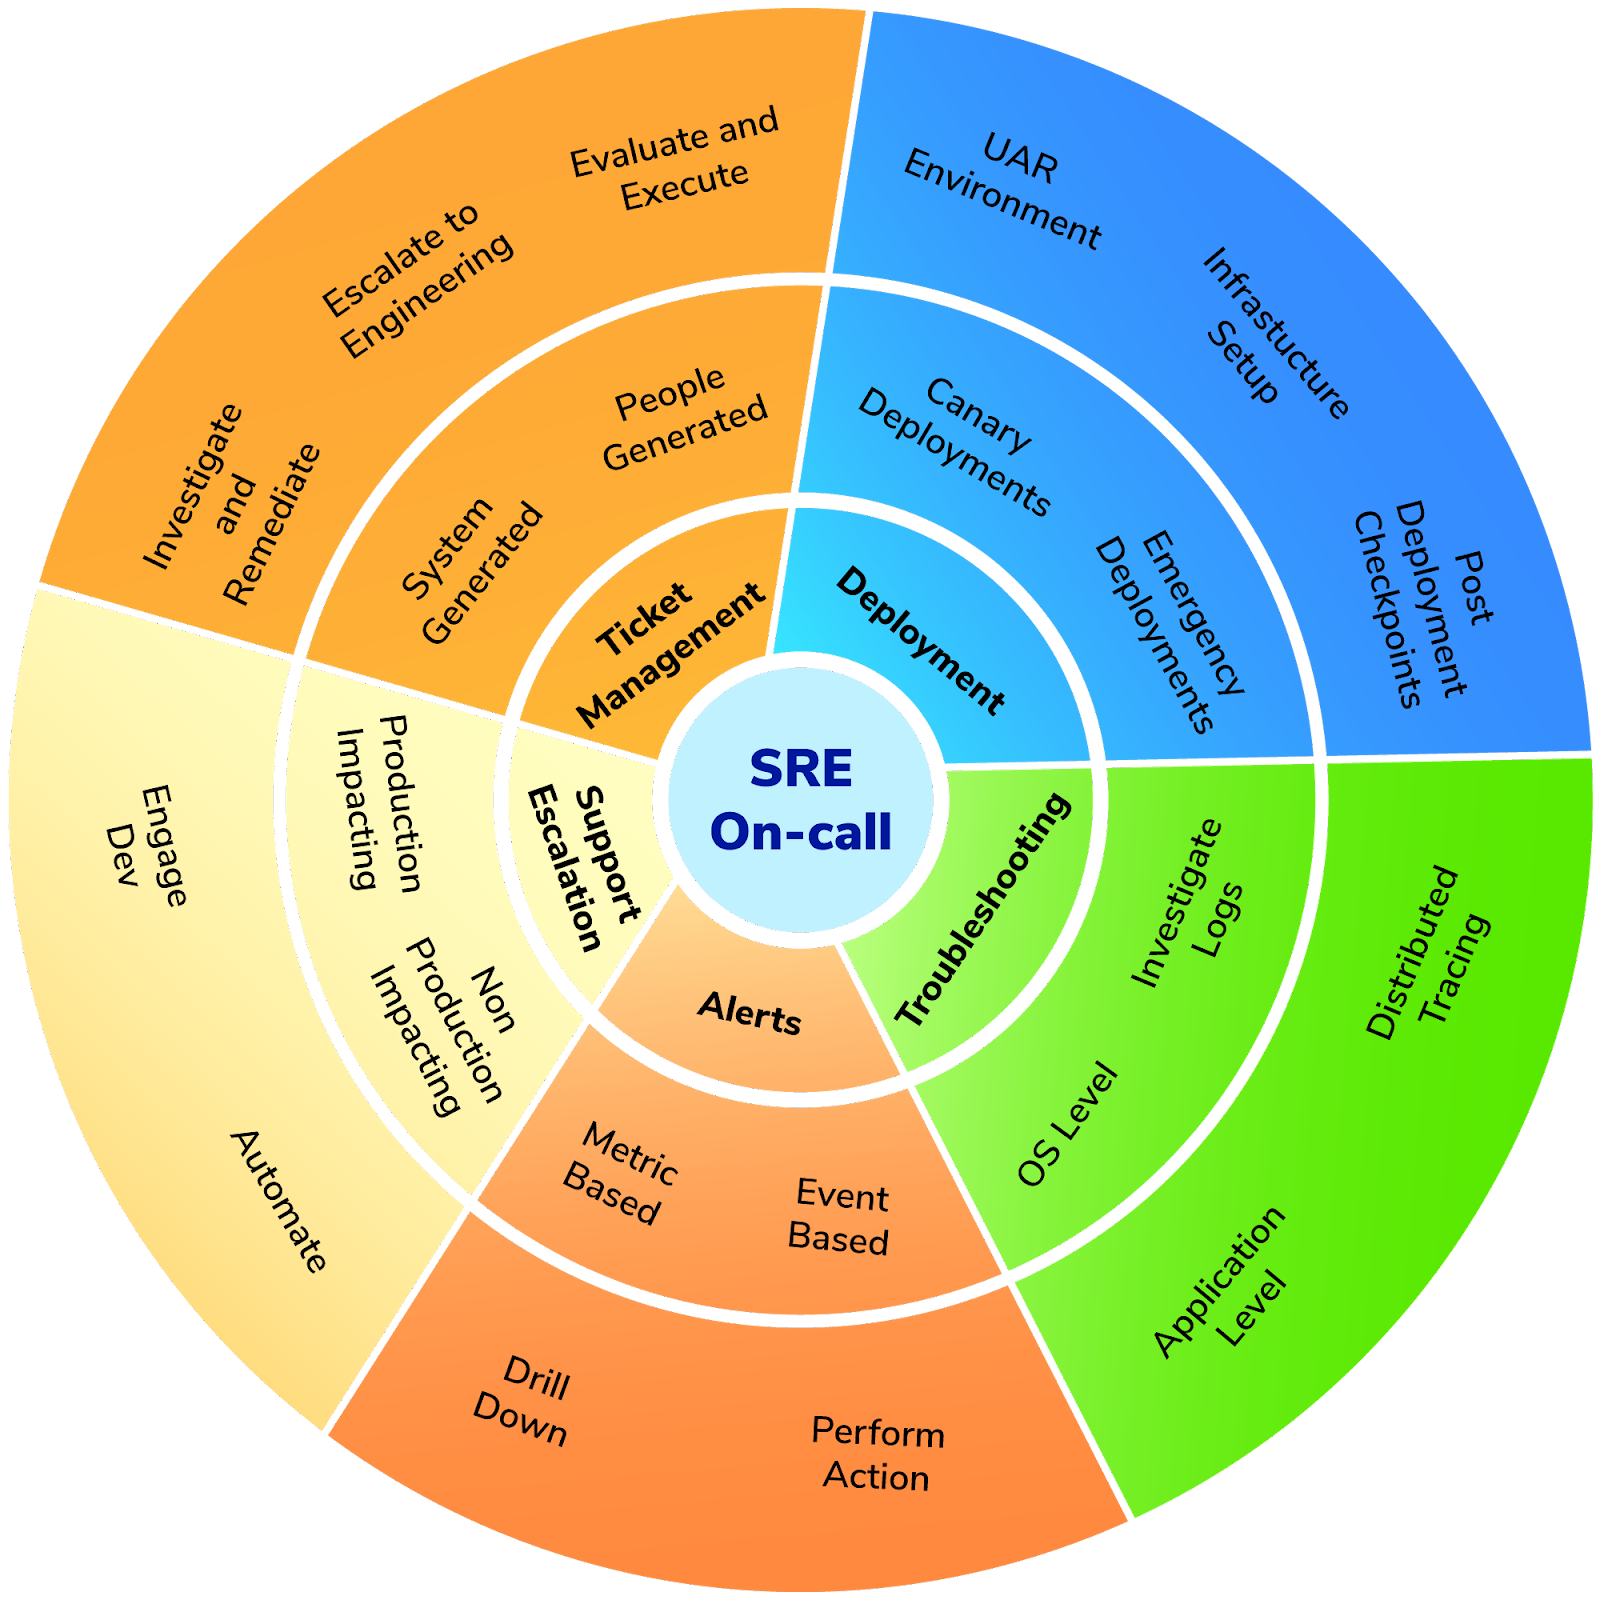 SRE
On-call
Deployment
Canary
Deployments
Emergency
Deployments
UAR
Environment
Infrastucture
Setup
Post
Deployment
Checkpoints
Troubleshooting
Investigate
Logs
OS Level
Distributed
Tracing
Application
Level
Alerts
Metric
Based
Event
Based
Drill
Down
Perform
Action
Support
Escalation
Production
Impacting
Non
Production
Impacting
Engage
Dev
Automate
Ticket
Management
System
Generated
People
Generated
Investigate
and
Remediate
Escalate to
Engineering
Evaluate and
Execute